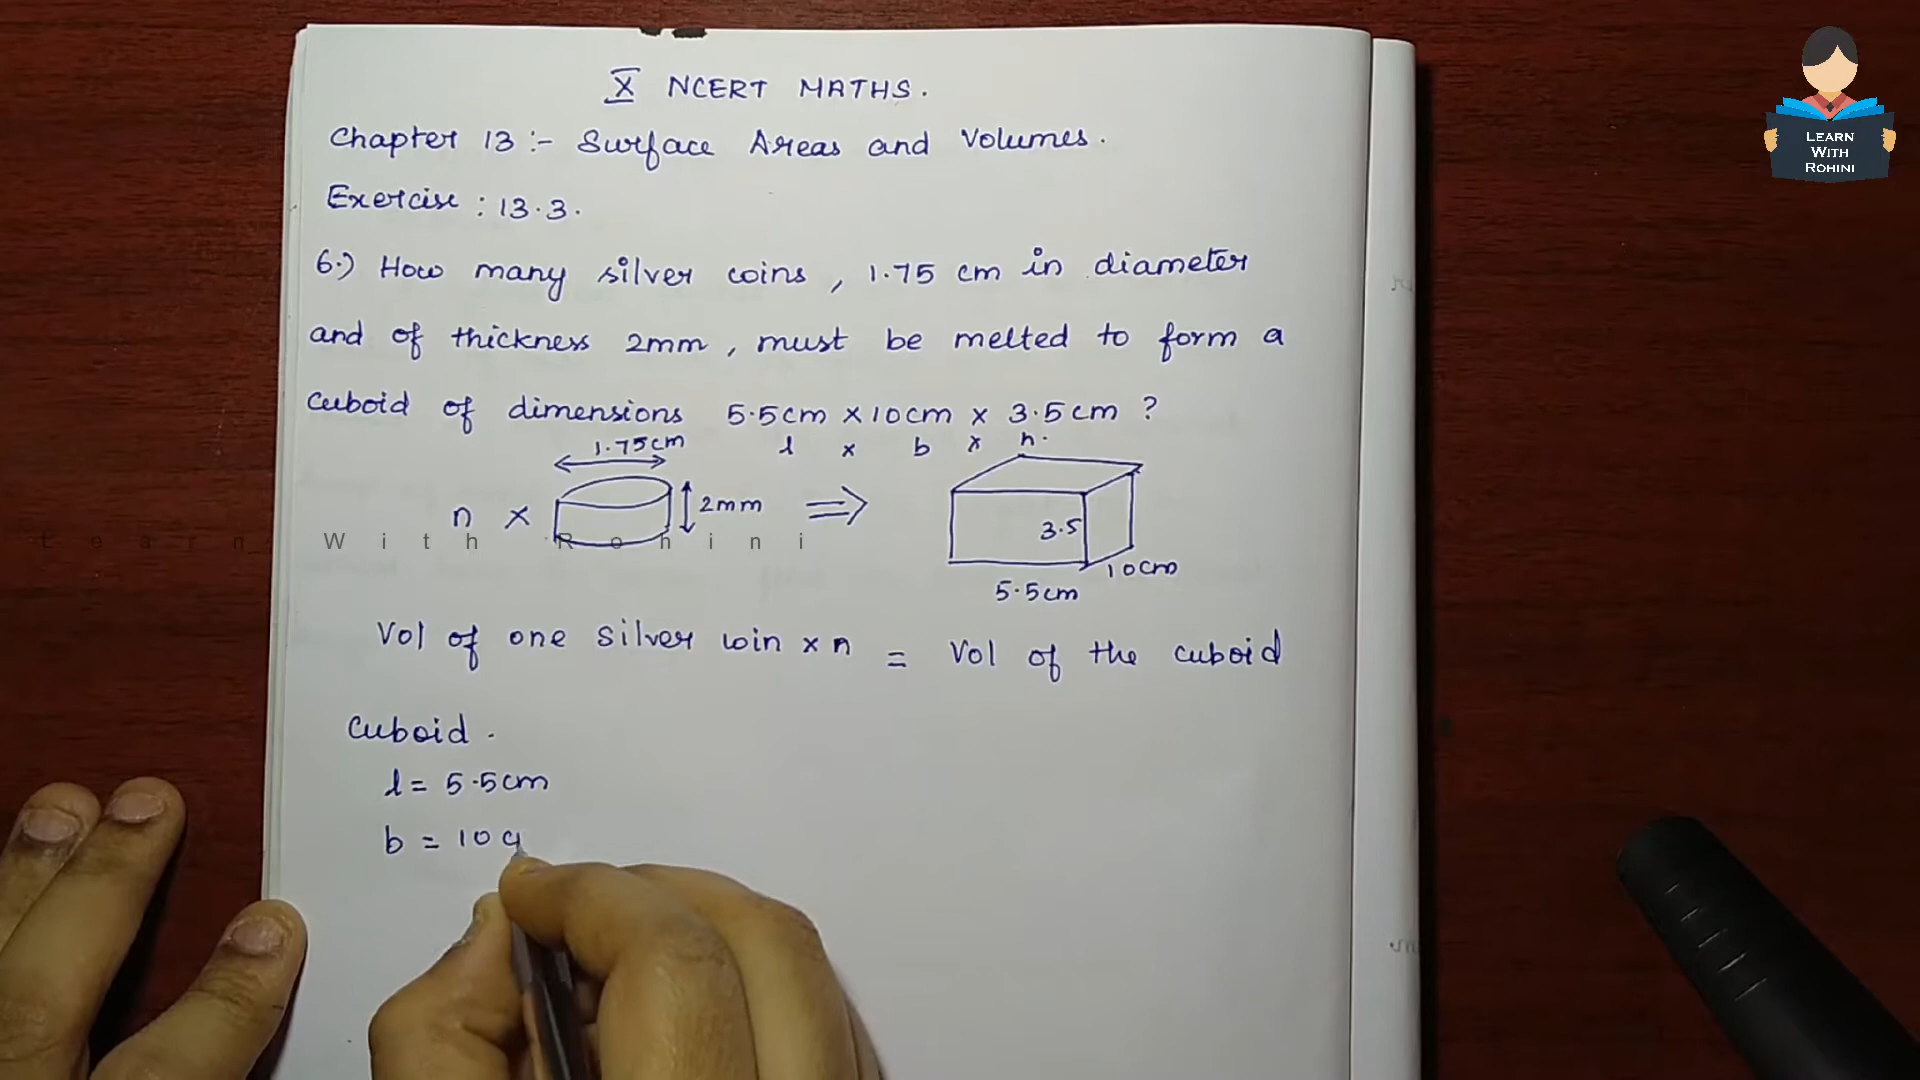 X NCERT MATHS.
Chapter 13 :- Surface Areas and Volumes.
Exercise : 13.3.
6.) How many silver coins, 1.75 cm in diameter
and of thickness 2mm, must be melted to form a
cuboid of dimensions 5.5cm x 10cm x 3.5cm ?
l x b x h.
1.75cm
n x
2mm
⇒
3.5
10cm
5.5cm
Learn With Rohini
Vol of one silver coin x n = Vol of the cuboid
Cuboid.
l = 5.5cm
b = 10 c
LEARN
WITH
ROHINI